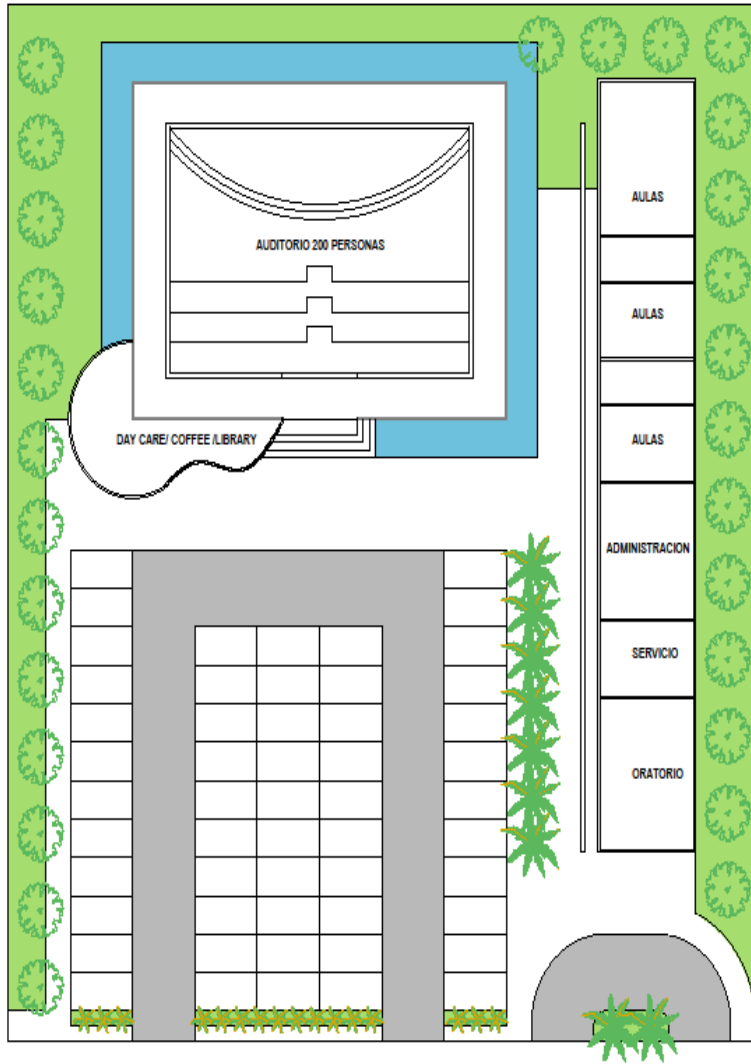 AULAS
AUDITORIO 200 PERSONAS
AULAS
DAY CARE/ COFFEE /LIBRARY
AULAS
ADMINISTRACION
SERVICIO
ORATORIO